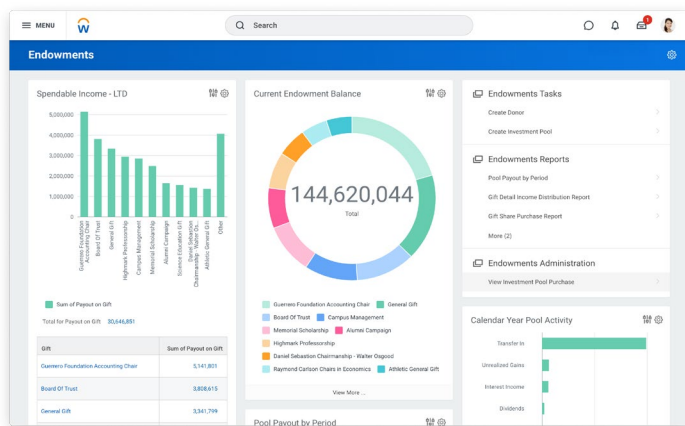 MENU
Search
1
Endowments
Spendable Income - LTD
5,000,000
4,000,000
3,000,000
2,000,000
1,000,000
0
Guerrero Foundation
Accounting Chair
Board Of Trust
General Gift
Highmark Professorship
Campus Management
Memorial Scholarship
Alumei Campaign
Science Education Gift
Daniel Sebastion
Chairmanship - Walter Os...
Athletic General Gift
Other
Sum of Payout on Gift
Total for Payout on Gift 30,646,851
Gift Sum of Payout on Gift
Guerrero Foundation Accounting Chair 5,141,801
Board Of Trust 3,808,615
General Gift 3,341,799
Current Endowment Balance
144,620,044
Total
Guerrero Foundation Accounting Chair General Gift
Board Of Trust Campus Management
Memorial Scholarship Alumei Campaign
Highmark Professorship
Daniel Sebastion Chairmanship - Walter Osgood
Raymond Carlson Chairs in Economics Athletic General Gift
View More ...
Pool Payout by Period
Endowments Tasks
Create Donor
Create Investment Pool
Endowments Reports
Pool Payout by Period
Gift Detail Income Distribution Report
Gift Share Purchase Report
More (2)
Endowments Administration
View Investment Pool Purchase
Calendar Year Pool Activity
Transfer In
Unrealized Gains
Interest Income
Dividends